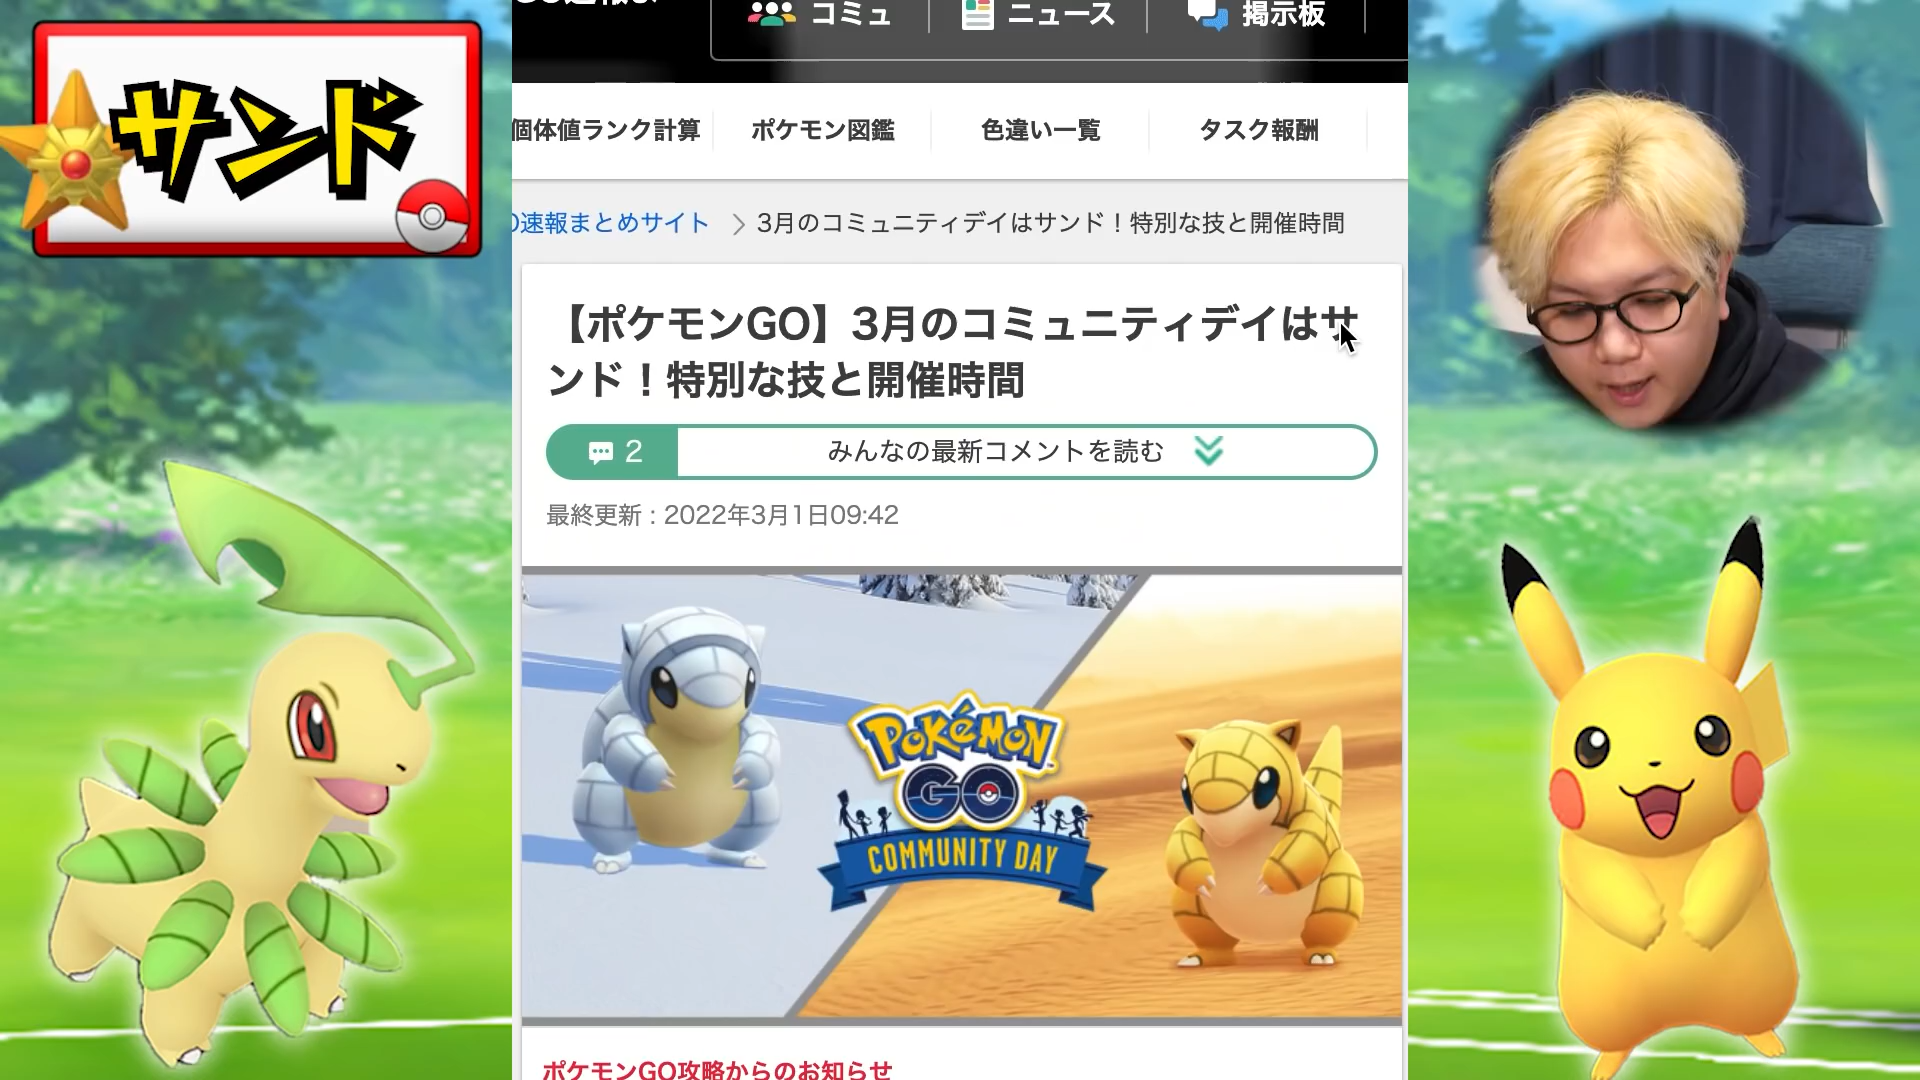 コミュ
ニュース
掲示板
サンド
個体値ランク計算
ポケモン図鑑
色違い一覧
タスク報酬
速報まとめサイト
3月のコミュニティデイはサンド！特別な技と開催時間
【ポケモンGO】3月のコミュニティデイはサ
ンド！特別な技と開催時間
2
みんなの最新コメントを読む
最終更新 : 2022年3月1日09:42
POKéMON
GO
COMMUNITY DAY
ポケモンGO攻略からのお知らせ